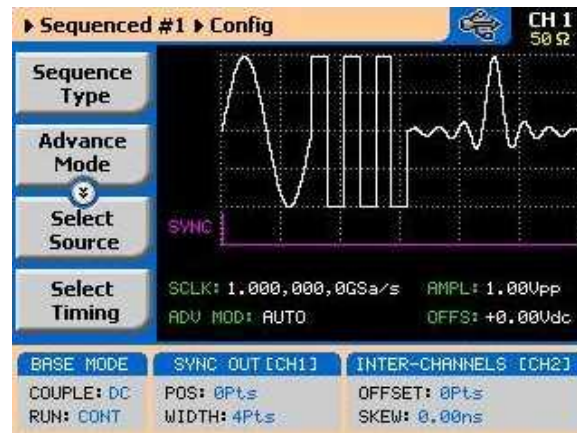 Sequenced #1 ▸ Config
CH 1
50 Ω
Sequence
Type
Advance
Mode
Select
Source
Select
Timing
SYNC
SCLK: 1.000,000,0GSa/s AMPL: 1.00Vpp
ADV MOD: AUTO OFFS: +0.00Vdc
BASE MODE
COUPLE: DC
RUN: CONT
SYNC OUT [CH1]
POS: 0Pts
WIDTH: 4Pts
INTER-CHANNELS [CH2]
OFFSET: 0Pts
SKEW: 0.00ns